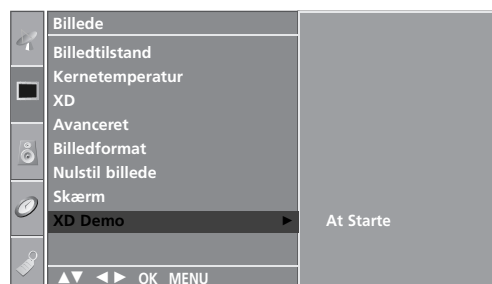 Billede
Billedtilstand
Kernetemperatur
XD
Avanceret
Billedformat
Nulstil billede
Skærm
XD Demo ► At Starte
▲▼ ◄► OK MENU